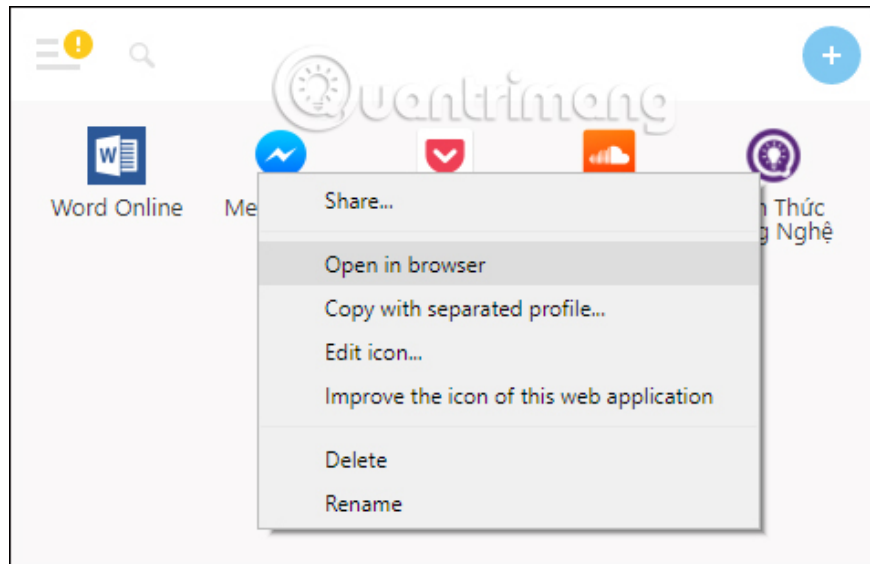 Quantrimang
Word Online
Me
Thức
Nghệ
Share...
Open in browser
Copy with separated profile...
Edit icon...
Improve the icon of this web application
Delete
Rename